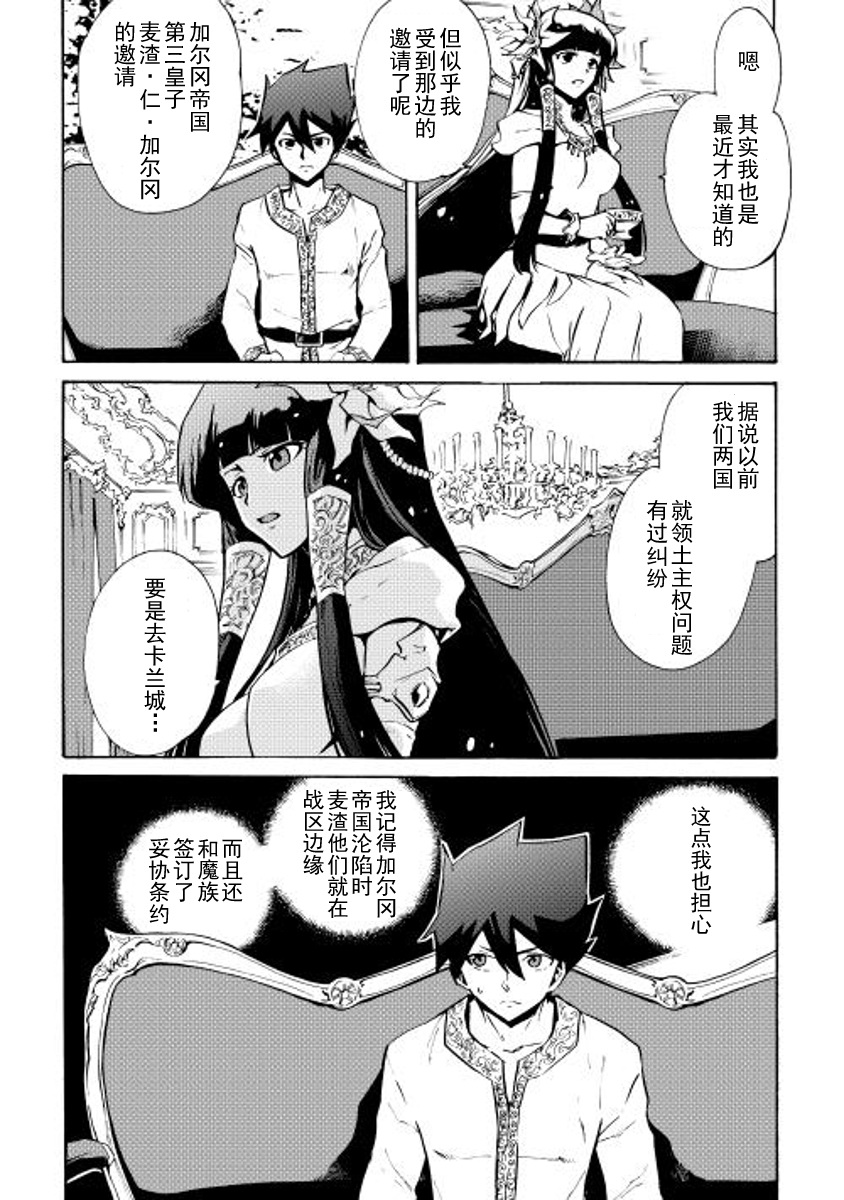 嗯
其实我也是
最近才知道的
但似乎我
受到那边的
邀请了呢
加尔冈帝国
第三皇子
麦渣·仁·加尔冈
的邀请
据说以前
我们两国
就领土主权问题
有过纠纷
要是去卡兰城…
这点我也担心
我记得加尔冈
帝国沦陷时
麦渣他们就在
战区边缘
而且还
和魔族
签订了
妥协条约